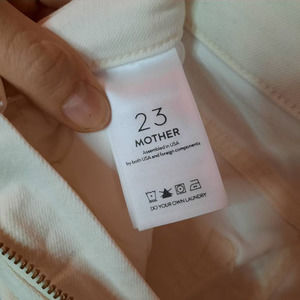 23
MOTHER
Assembled in USA
by both USA and foreign components
DO YOUR OWN LAUNDRY